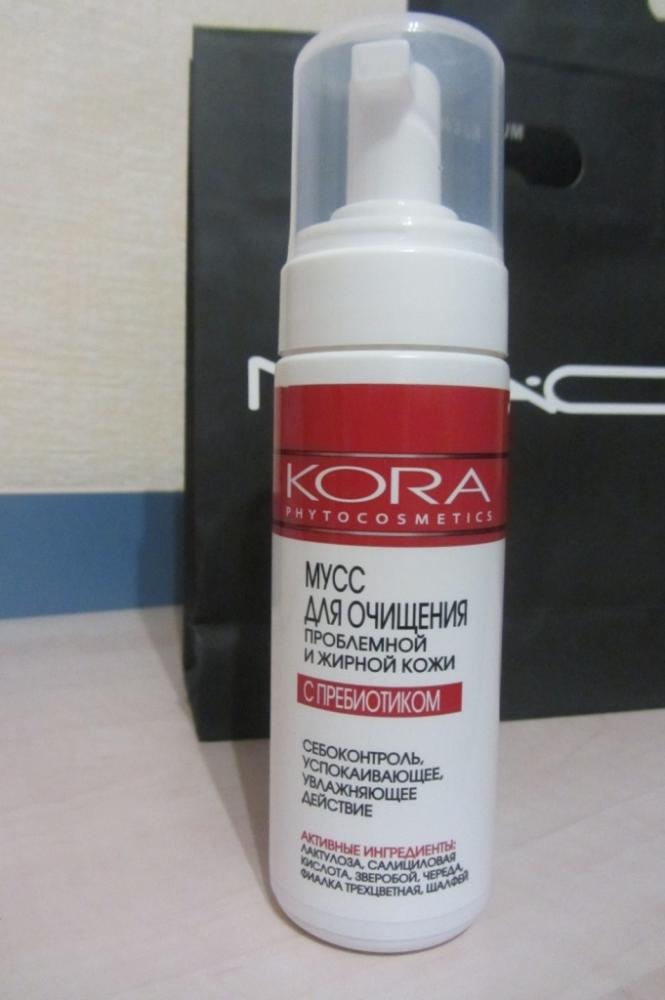 KORA
PHYTOCOSMETICS
МУСС
ДЛЯ ОЧИЩЕНИЯ
ПРОБЛЕМНОЙ
И ЖИРНОЙ КОЖИ
С ПРЕБИОТИКОМ
СЕБОКОНТРОЛЬ,
УСПОКАИВАЮЩЕЕ,
УВЛАЖНЯЮЩЕЕ
ДЕЙСТВИЕ
АКТИВНЫЕ ИНГРЕДИЕНТЫ:
ЛАКТУЛОЗА, САЛИЦИЛОВАЯ
КИСЛОТА, ЗВЕРОБОЙ, ЧЕРЕДА,
ФИАЛКА ТРЕХЦВЕТНАЯ, ШАЛФЕЙ